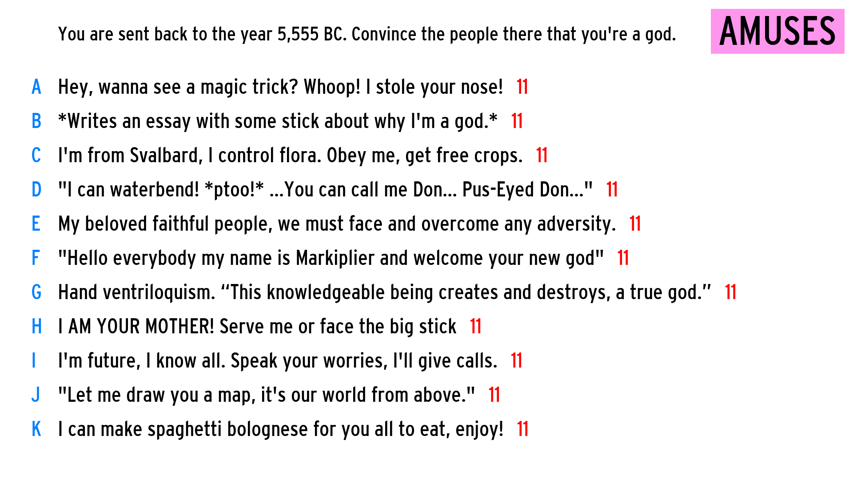 You are sent back to the year 5,555 BC. Convince the people there that you're a god.
AMUSES
A Hey, wanna see a magic trick? Whoop! I stole your nose! 11
B *Writes an essay with some stick about why I'm a god.* 11
C I'm from Svalbard, I control flora. Obey me, get free crops. 11
D "I can waterbend! *ptoo!* ...You can call me Don... Pus-Eyed Don..." 11
E My beloved faithful people, we must face and overcome any adversity. 11
F "Hello everybody my name is Markiplier and welcome your new god" 11
G Hand ventriloquism. “This knowledgeable being creates and destroys, a true god.” 11
H I AM YOUR MOTHER! Serve me or face the big stick 11
I I'm future, I know all. Speak your worries, I'll give calls. 11
J "Let me draw you a map, it's our world from above." 11
K I can make spaghetti bolognese for you all to eat, enjoy! 11